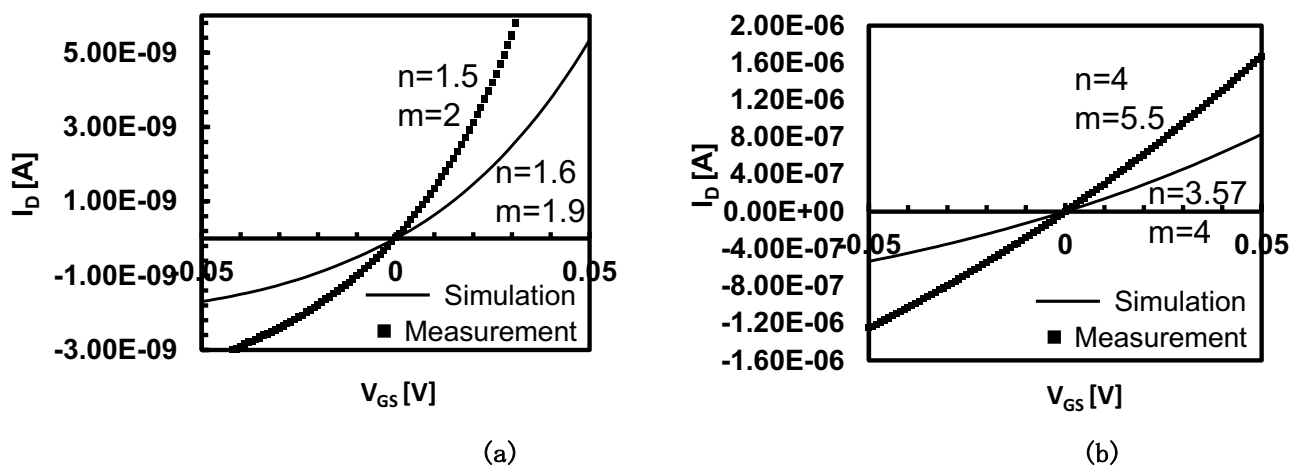 5.00E-09
3.00E-09
1.00E-09
-1.00E-09
-3.00E-09
I_D [A]
n=1.5
m=2
n=1.6
m=1.9
-0.05
0
0.05
Simulation
Measurement
V_GS [V]
(a)
2.00E-06
1.60E-06
1.20E-06
8.00E-07
4.00E-07
0.00E+00
-4.00E-07
-8.00E-07
-1.20E-06
-1.60E-06
I_D [A]
n=4
m=5.5
n=3.57
m=4
-0.05
0
0.05
Simulation
Measurement
V_GS [V]
(b)